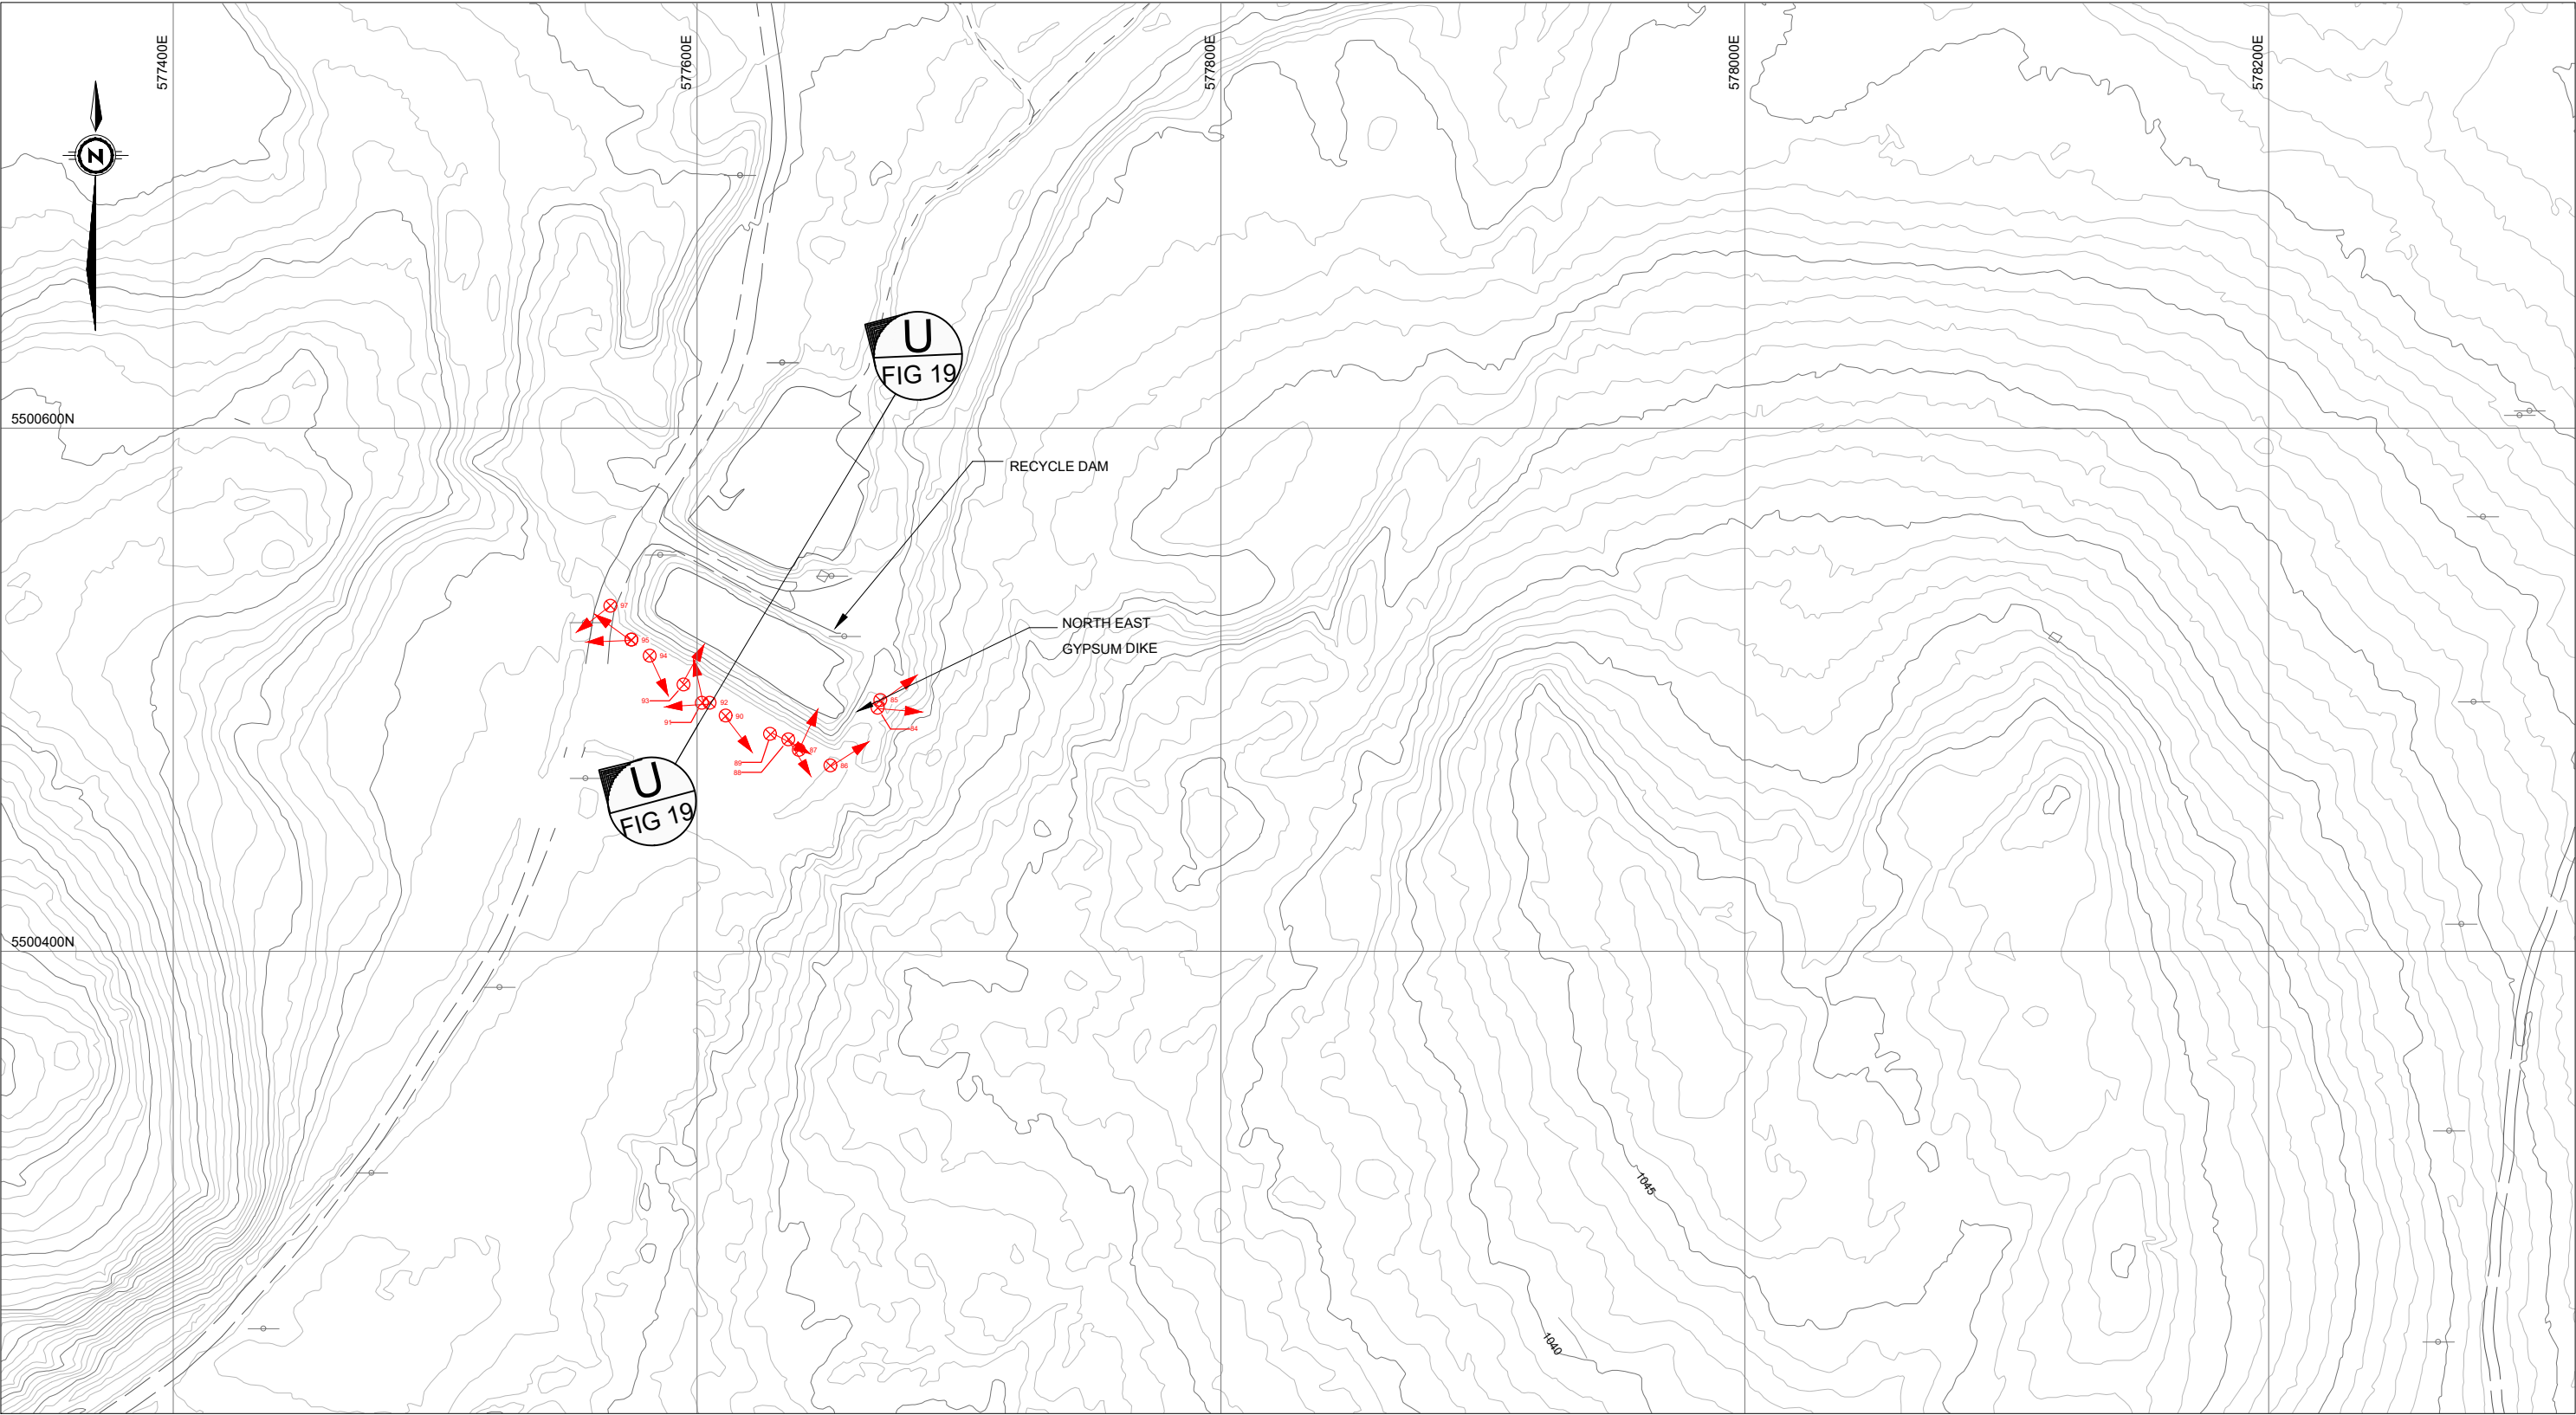 577400E
577600E
577800E
578000E
578200E
N
U
FIG 19
5500600N
RECYCLE DAM
97
NORTH EAST
GYPSUM DIKE
95
94
93
85
92
91
90
84
87
89
88
86
U
FIG 19
5500400N
1045
1040